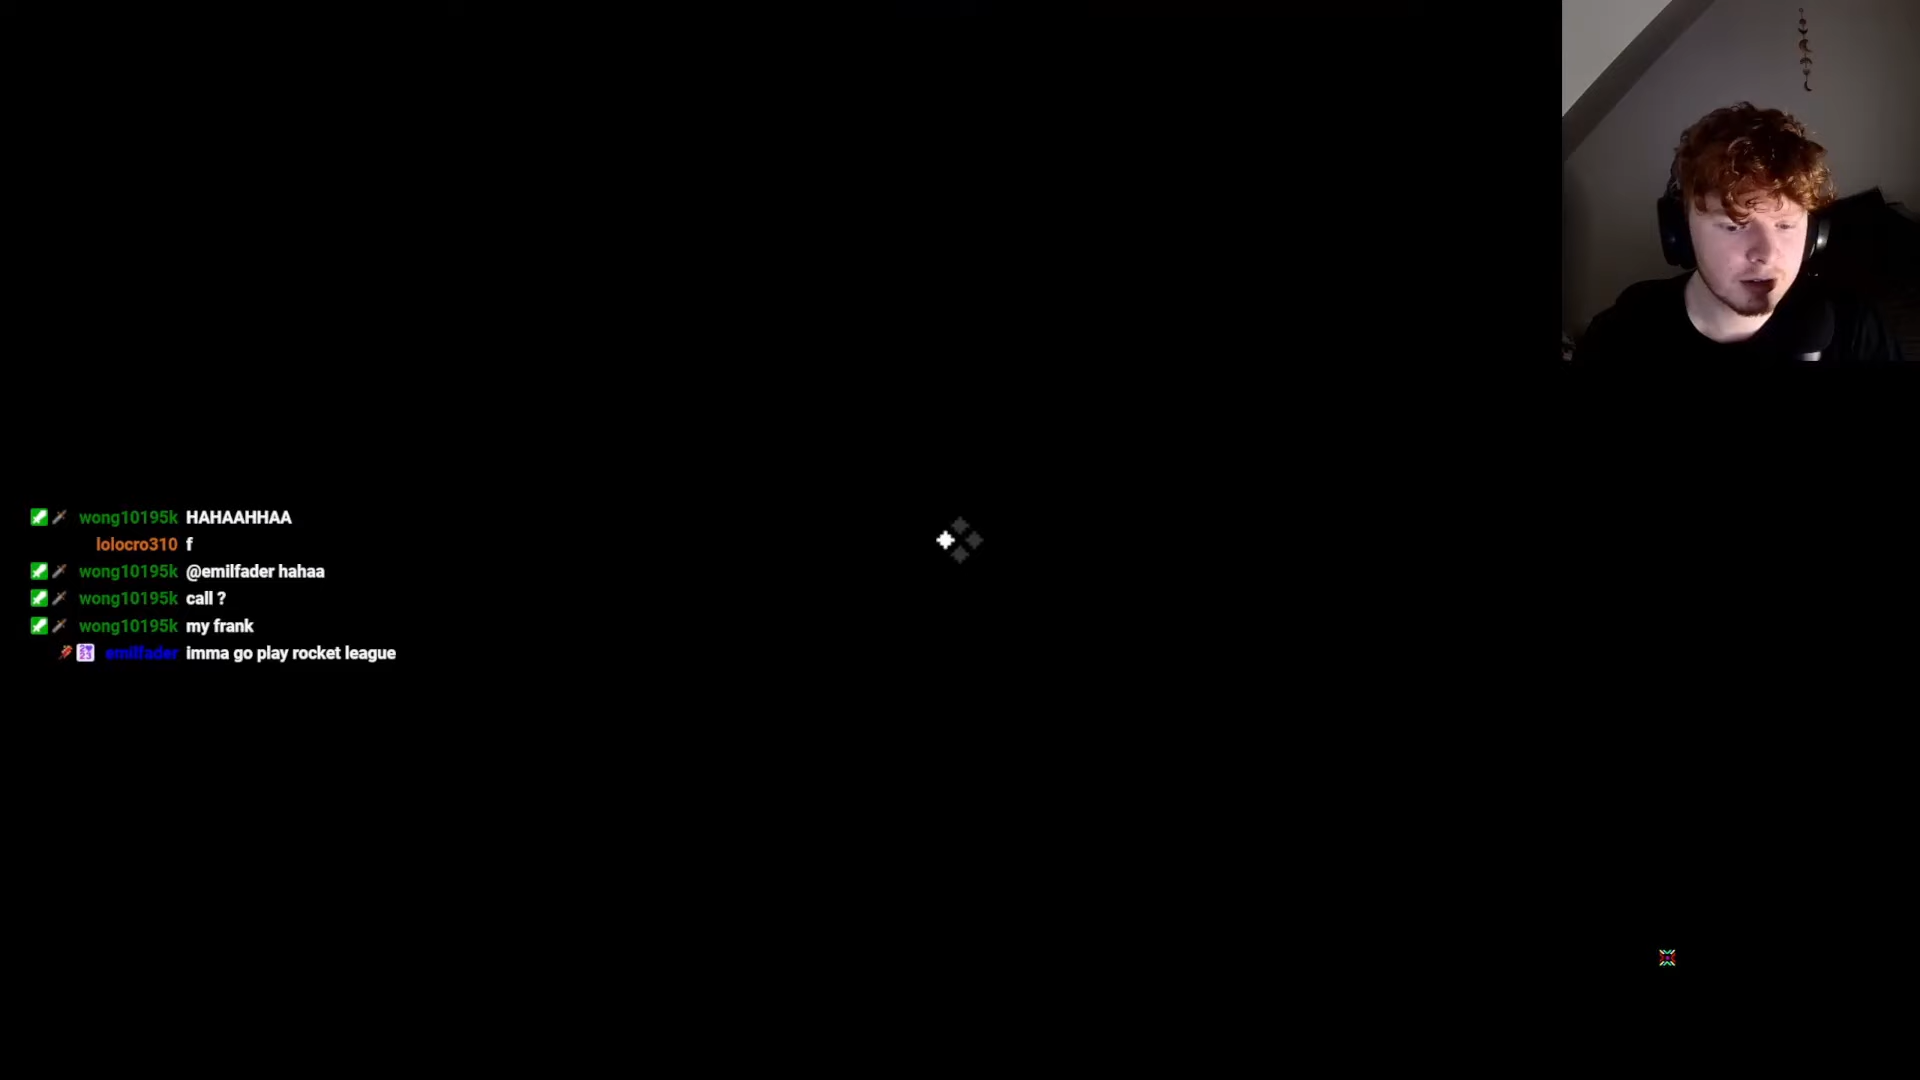 wong10195k HAHAAHHAA
lolocro310 f
wong10195k @emilfader hahaa
wong10195k call ?
wong10195k my frank
emilfader imma go play rocket league